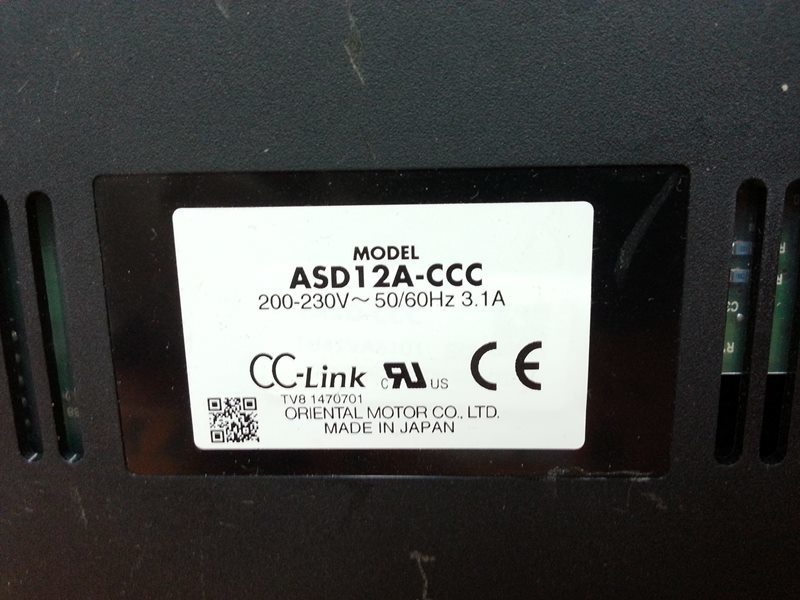 MODEL
ASD12A-CCC
200-230V~ 50/60Hz 3.1A
CC-Link c RU US CE
TV8 1470701
ORIENTAL MOTOR CO., LTD.
MADE IN JAPAN